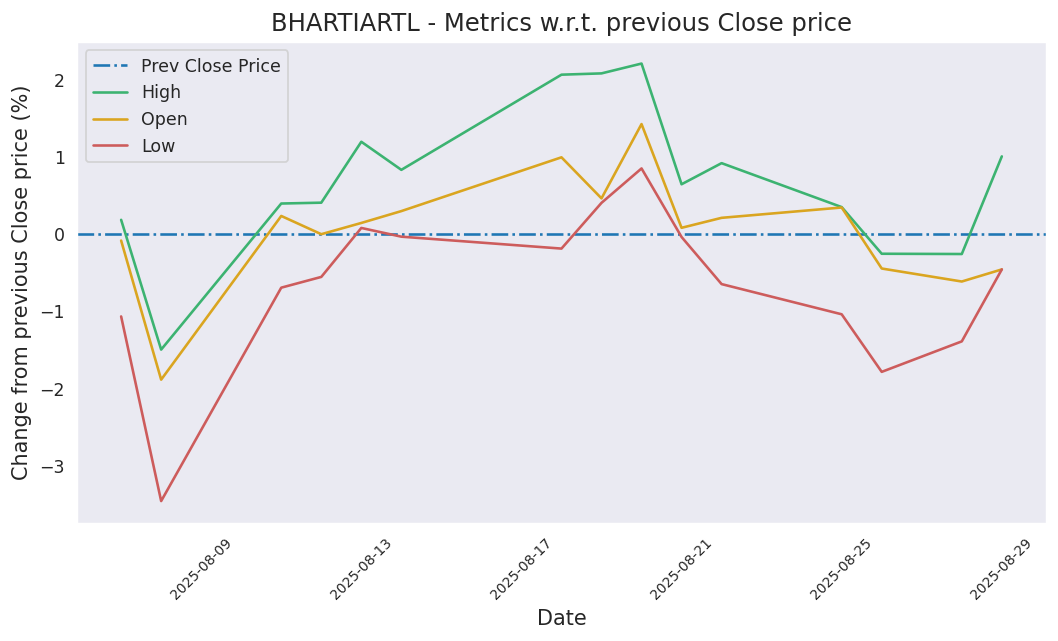 BHARTIARTL - Metrics w.r.t. previous Close price
Prev Close Price
High
Open
Low
Change from previous Close price (%)
2
1
0
−1
−2
−3
2025-08-09
2025-08-13
2025-08-17
2025-08-21
2025-08-25
2025-08-29
Date